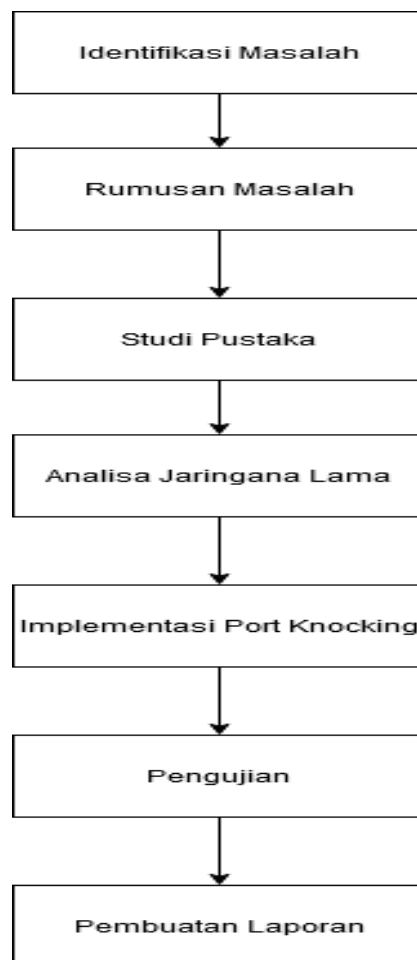 Identifikasi Masalah
Rumusan Masalah
Studi Pustaka
Analisa Jaringana Lama
Implementasi Port Knocking
Pengujian
Pembuatan Laporan